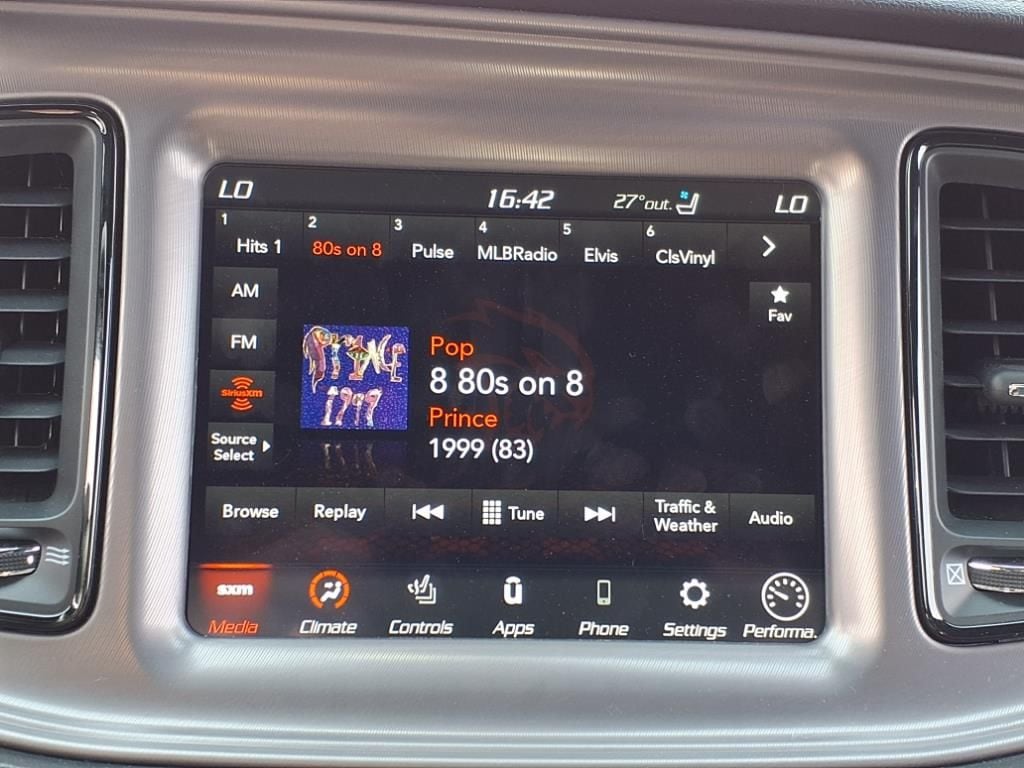 LO 16:42 27°out. LO
1 2 3 4 5 6
Hits 1 80s on 8 Pulse MLBRadio Elvis ClsVinyl
AM
Fav
FM
PRINCE
1999
Pop
8 80s on 8
SiriusXM
Prince
1999 (83)
Source
Select
Browse Replay Tune Traffic &
Weather Audio
sxm
Media Climate Controls Apps Phone Settings Performa.